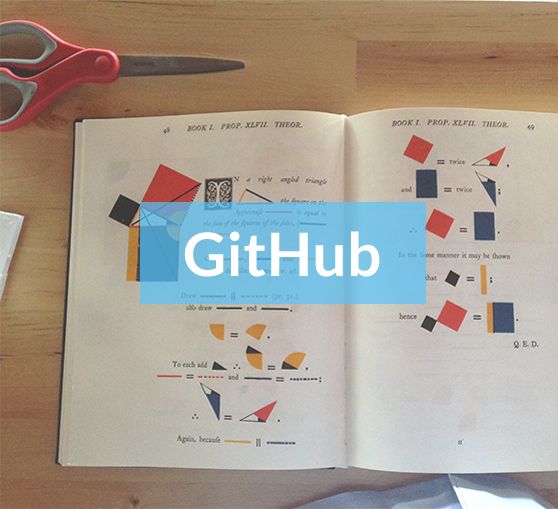 48 BOOK I. PROP. XLVII. THEOR.
IN a right angled triangle
the square on the
hypotenuse is equal to
the sum of the squares of the sides, (
Draw || (pr. 31.)
also draw and .
= ,
To each add ∴ = ,
= and = ;
∴ =
Again, because ||
BOOK I. PROP. XLVII. THEOR. 49
= twice ,
and = twice ;
∴ = .
In the same manner it may be shown
that = ;
hence = .
Q. E. D.
H
GitHub